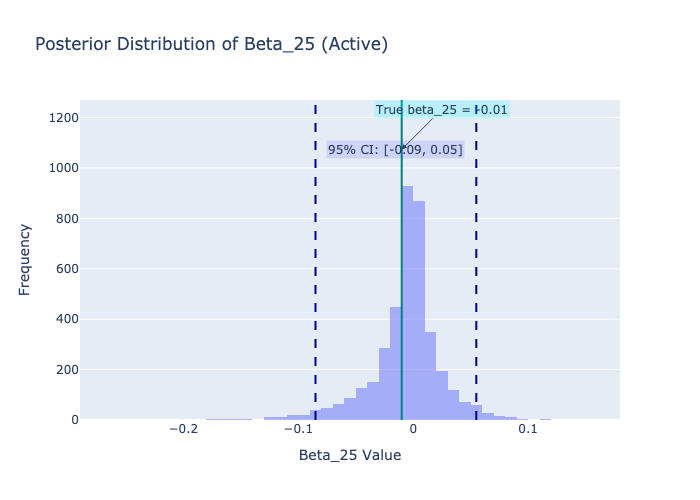 Posterior Distribution of Beta_25 (Active)
True beta_25 = -0.01
95% CI: [-0.09, 0.05]
1200
1000
800
600
400
200
0
Frequency
−0.2
−0.1
0
0.1
Beta_25 Value